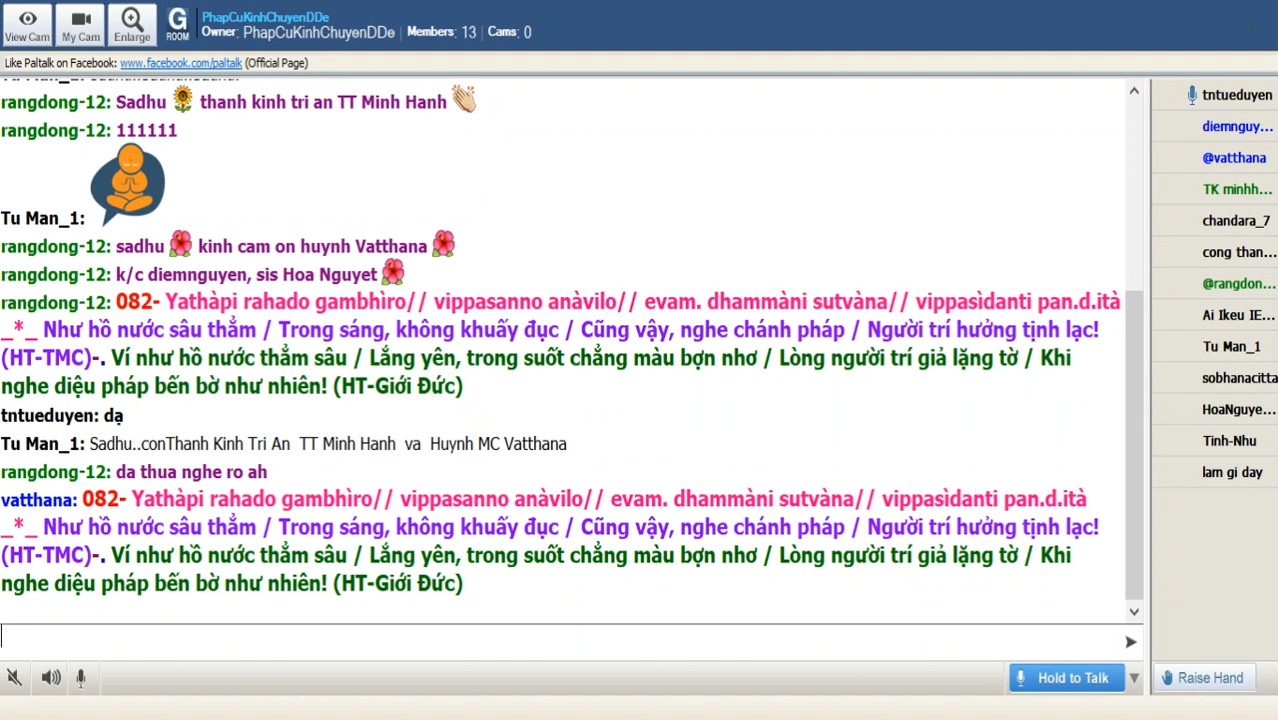 View Cam
My Cam
Enlarge
G
ROOM
PhapCuKinhChuyenDDe
Owner: PhapCuKinhChuyenDDe | Members: 13 | Cams: 0
Like Paltalk on Facebook: www.facebook.com/paltalk (Official Page)
rangdong-12: Sadhu thanh kinh tri an TT Minh Hanh
rangdong-12: 111111
Tu Man_1:
rangdong-12: sadhu kinh cam on huynh Vatthana
rangdong-12: k/c diemnguyen, sis Hoa Nguyet
rangdong-12: 082- Yathàpi rahado gambhìro// vippasanno anàvilo// evam. dhammàni sutvàna// vippasìdanti pan.d.ità
_*_ Như hồ nước sâu thẳm / Trong sáng, không khuấy đục / Cũng vậy, nghe chánh pháp / Người trí hưởng tịnh lạc!
(HT-TMC)-. Ví như hồ nước thẳm sâu / Lắng yên, trong suốt chẳng màu bợn nhơ / Lòng người trí giả lặng tờ / Khi
nghe diệu pháp bến bờ như nhiên! (HT-Giới Đức)
tntueduyen: dạ
Tu Man_1: Sadhu..conThanh Kinh Tri An TT Minh Hanh va Huynh MC Vatthana
rangdong-12: da thua nghe ro ah
vatthana: 082- Yathàpi rahado gambhìro// vippasanno anàvilo// evam. dhammàni sutvàna// vippasìdanti pan.d.ità
_*_ Như hồ nước sâu thẳm / Trong sáng, không khuấy đục / Cũng vậy, nghe chánh pháp / Người trí hưởng tịnh lạc!
(HT-TMC)-. Ví như hồ nước thẳm sâu / Lắng yên, trong suốt chẳng màu bợn nhơ / Lòng người trí giả lặng tờ / Khi
nghe diệu pháp bến bờ như nhiên! (HT-Giới Đức)
Hold to Talk
tntueduyen
diemnguy...
@vatthana
TK minhh...
chandara_7
cong than...
@rangdon...
Ai Ikeu IE...
Tu Man_1
sobhanacitta
HoaNguye...
Tinh-Nhu
lam gi day
Raise Hand